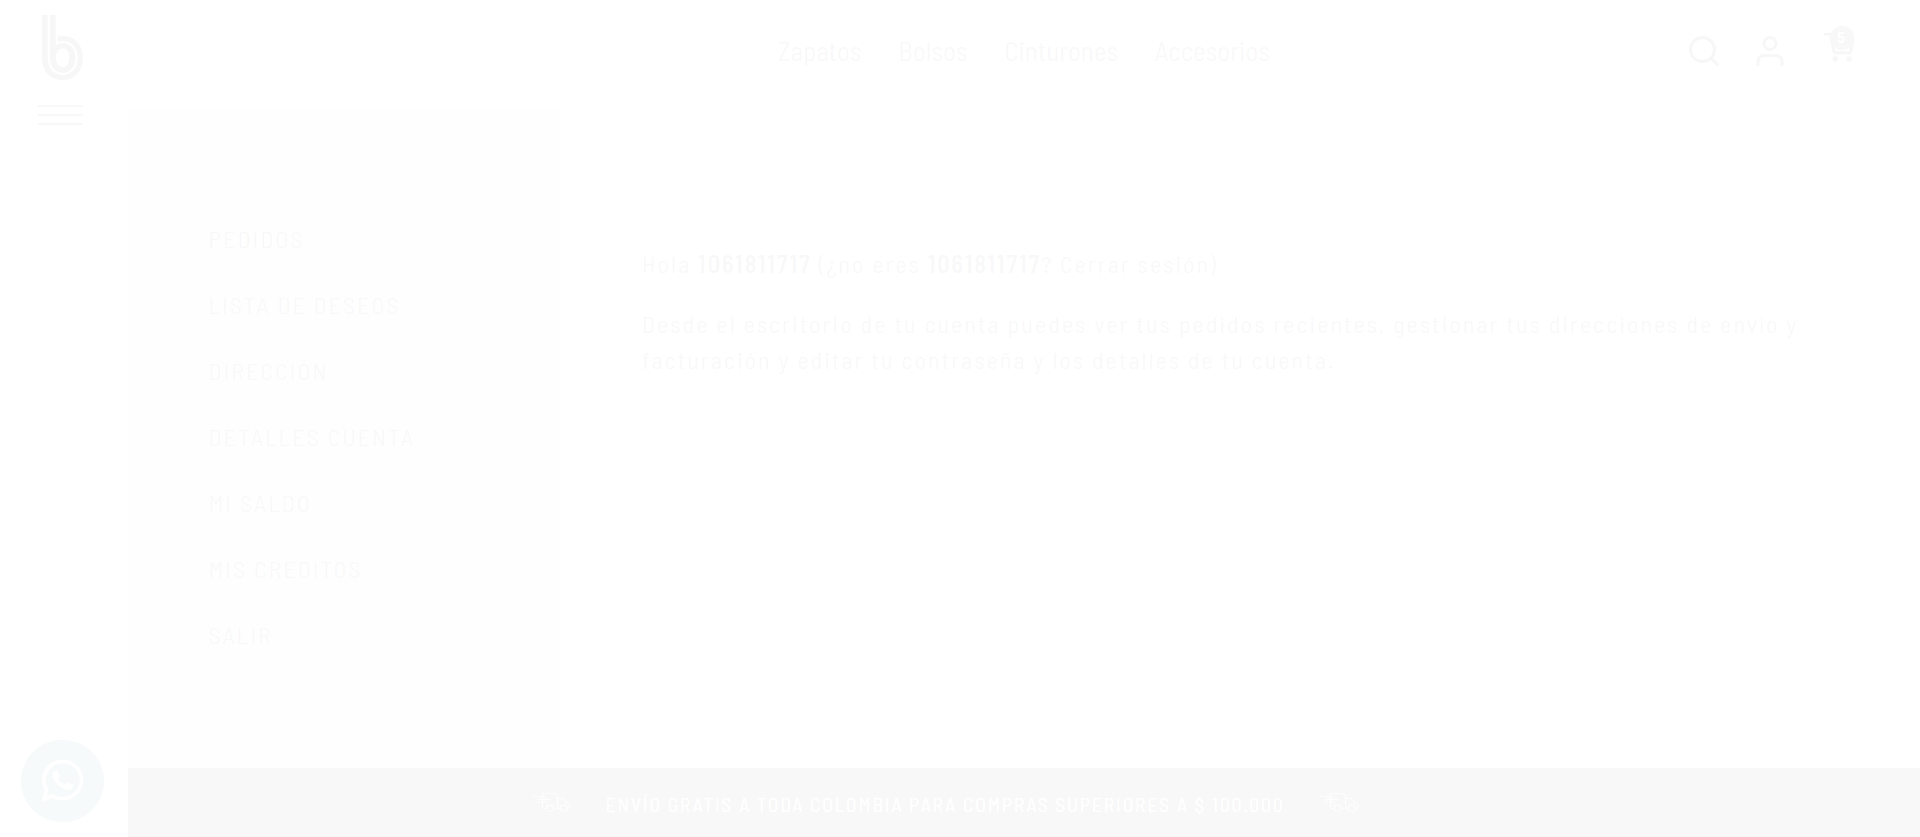 b
Zapatos Bolsos Cinturones Accesorios
5
PEDIDOS
LISTA DE DESEOS
DIRECCIÓN
DETALLES CUENTA
MI SALDO
MIS CREDITOS
SALIR
Hola 1061811717 (¿no eres 1061811717? Cerrar sesión)
Desde el escritorio de tu cuenta puedes ver tus pedidos recientes, gestionar tus direcciones de envío y
facturación y editar tu contraseña y los detalles de tu cuenta.
ENVÍO GRATIS A TODA COLOMBIA PARA COMPRAS SUPERIORES A $ 100.000